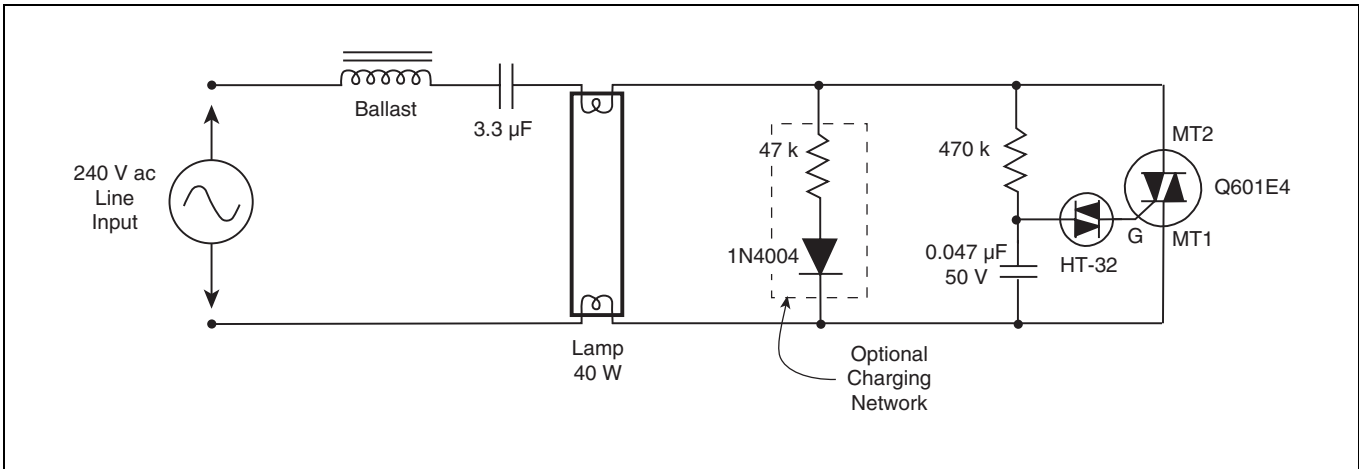 240 V ac
Line
Input
Ballast
3.3 µF
Lamp
40 W
47 k
1N4004
Optional
Charging
Network
470 k
0.047 µF
50 V
HT-32
G
MT2
Q601E4
MT1